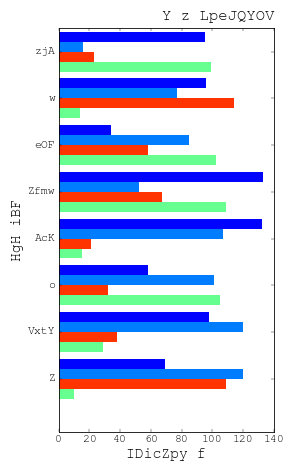 Y z LpeJQYOV
zjA
w
eOF
Zfmw
AcK
o
VxtY
Z
HgH iBF
0 20 40 60 80 100 120 140
IDicZpy f